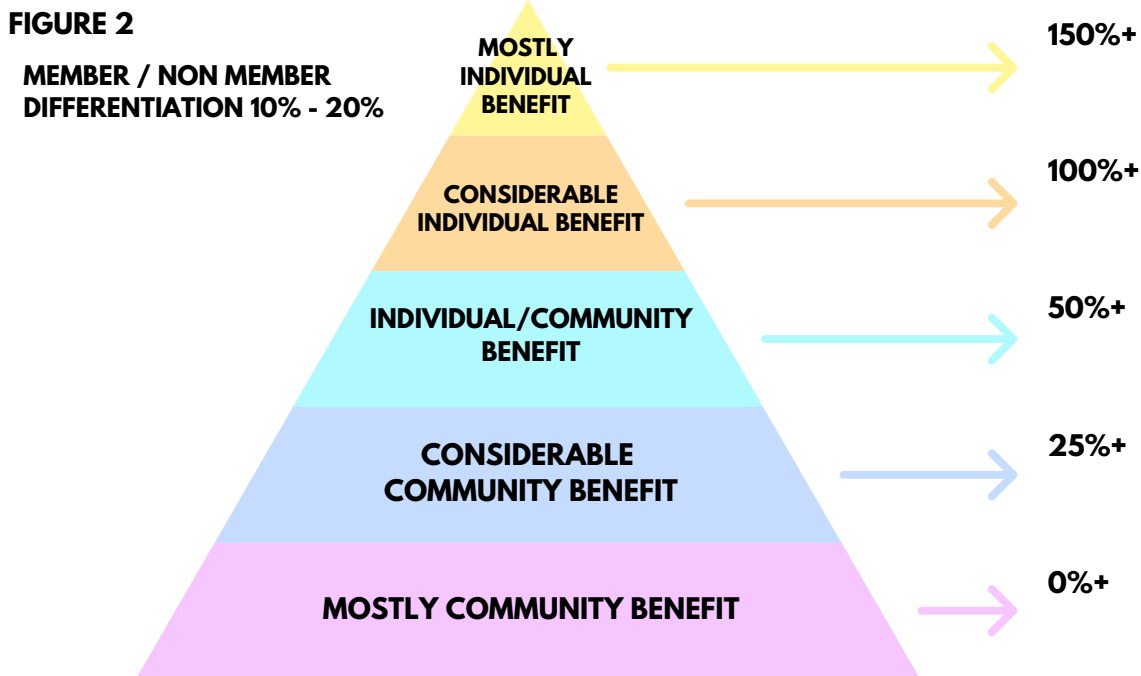 FIGURE 2
MEMBER / NON MEMBER
DIFFERENTIATION 10% - 20%
MOSTLY
INDIVIDUAL
BENEFIT
150%+
CONSIDERABLE
INDIVIDUAL BENEFIT
100%+
INDIVIDUAL/COMMUNITY
BENEFIT
50%+
CONSIDERABLE
COMMUNITY BENEFIT
25%+
MOSTLY COMMUNITY BENEFIT
0%+